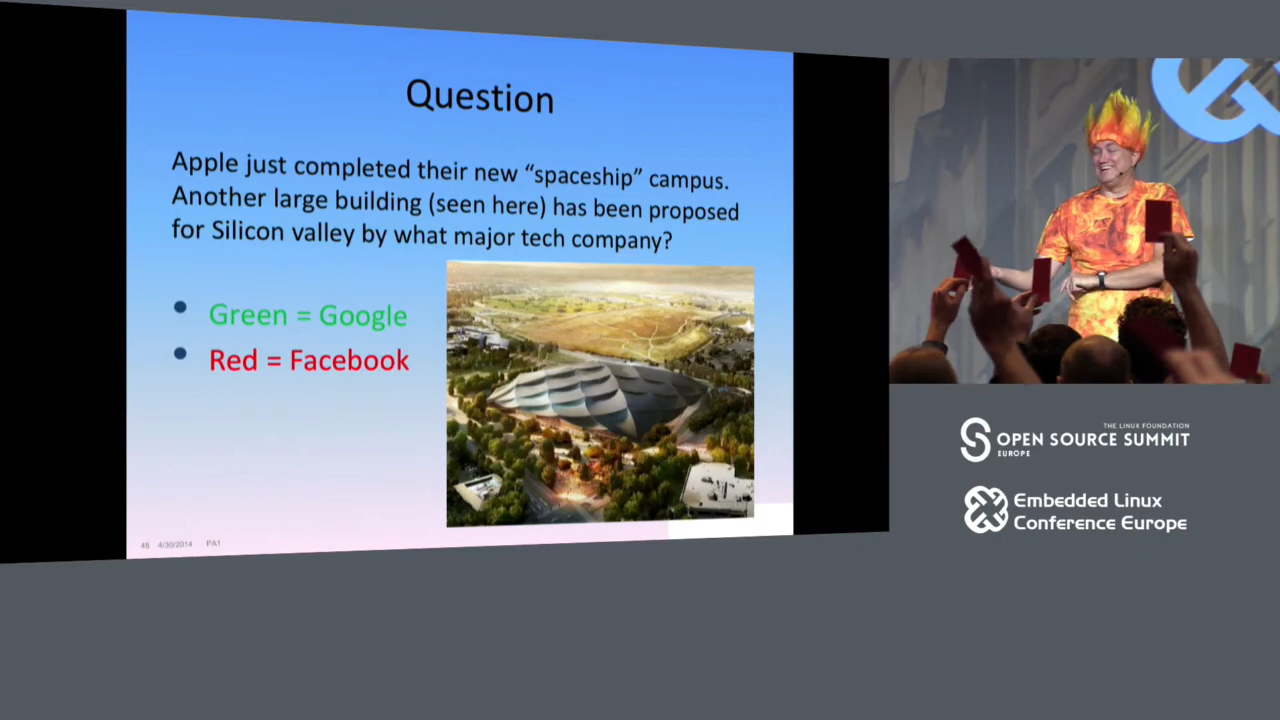 Question
Apple just completed their new “spaceship” campus.
Another large building (seen here) has been proposed
for Silicon valley by what major tech company?
Green = Google
Red = Facebook
45 4/30/2014 PA1
THE LINUX FOUNDATION
OPEN SOURCE SUMMIT
EUROPE
Embedded Linux
Conference Europe